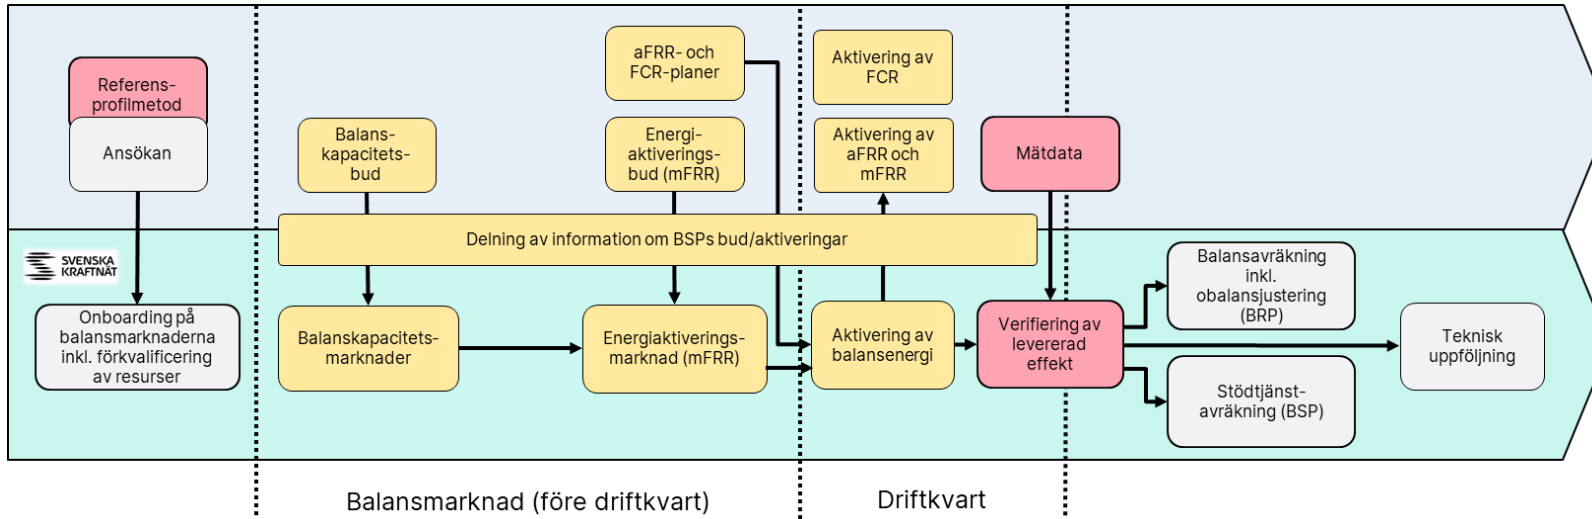 Referens-
profilmetod
Ansökan
Balans-
kapacitets-
bud
aFRR- och
FCR-planer
Energi-
aktiverings-
bud (mFRR)
Aktivering av
FCR
Aktivering av
aFRR och
mFRR
Mätdata
Delning av information om BSPs bud/aktiveringar
SVENSKA
KRAFTNÄT
Onboarding på
balansmarknaderna
inkl. förkvalificering
av resurser
Balanskapacitets-
marknader
Energiaktiverings-
marknad (mFRR)
Aktivering av
balansenergi
Verifiering av
levererad
effekt
Balansavräkning
inkl.
obalansjustering
(BRP)
Stödtjänst-
avräkning (BSP)
Teknisk
uppföljning
Balansmarknad (före driftkvart)
Driftkvart